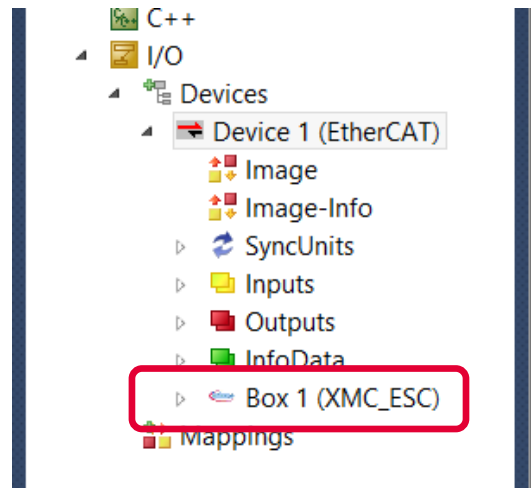 C++
I/O
Devices
Device 1 (EtherCAT)
Image
Image-Info
SyncUnits
Inputs
Outputs
InfoData
Box 1 (XMC_ESC)
Mappings